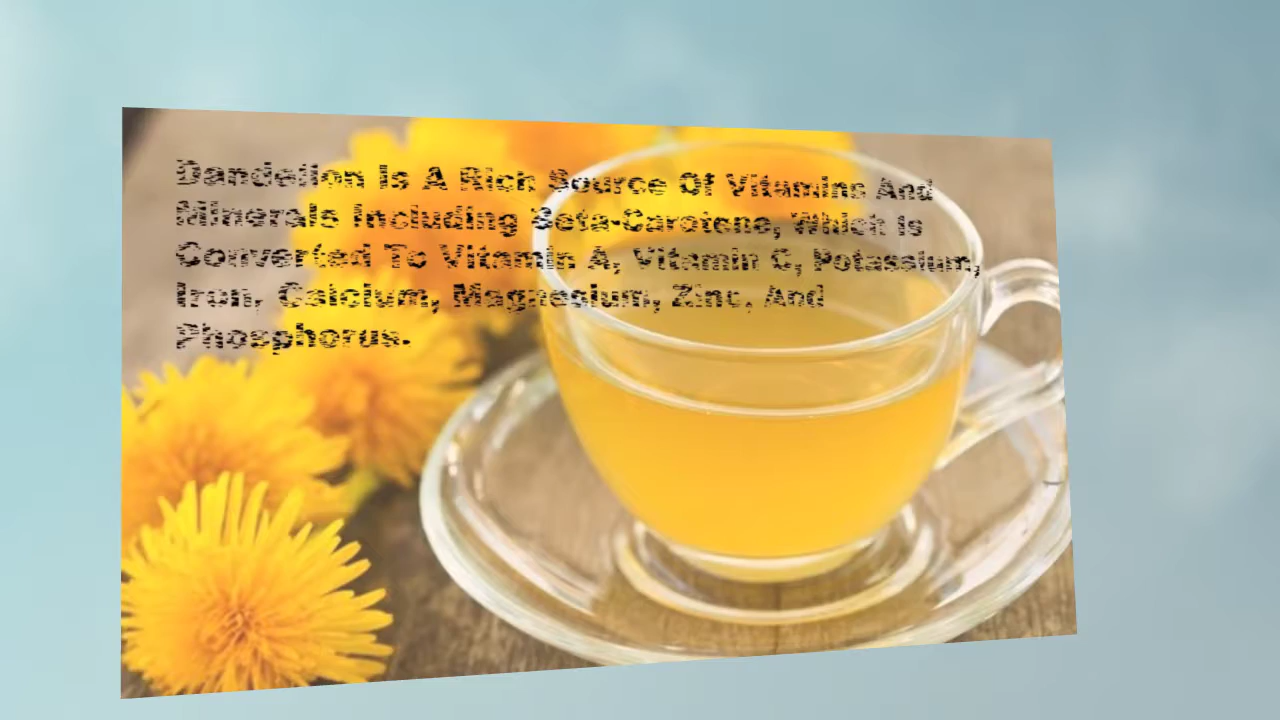 Dandelion Is A Rich Source Of Vitamins And
Minerals Including Beta-Carotene, Which Is
Converted To Vitamin A, Vitamin C, Potassium,
Iron, Calcium, Magnesium, Zinc, And
Phosphorus.